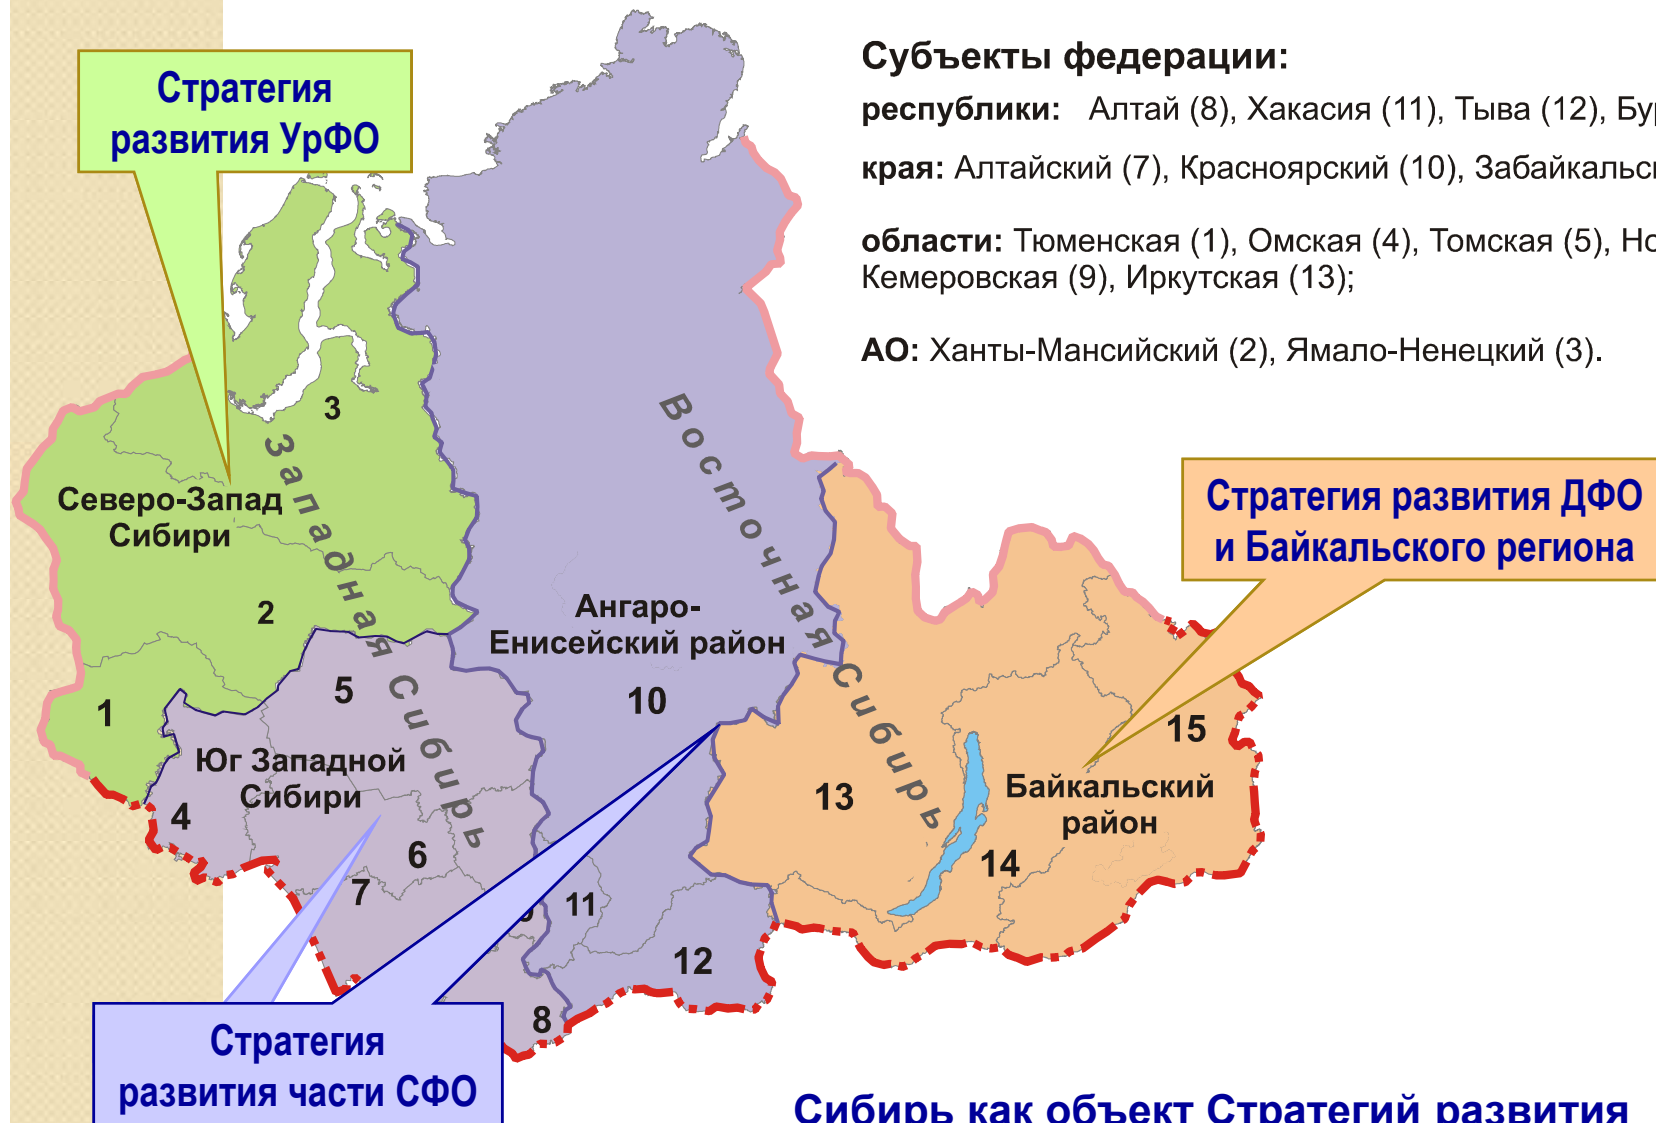 Стратегия
развития УрФО
Субъекты федерации:
республики: Алтай (8), Хакасия (11), Тыва (12),
края: Алтайский (7), Красноярский (10),
области: Тюменская (1), Омская (4), Томская (5),
Кемеровская (9), Иркутская (13);
АО: Ханты-Мансийский (2), Ямало-Ненецкий (3).
3
Западная Сибирь
Восточная Сибирь
Северо-Запад
Сибири
Стратегия развития ДФО
и Байкальского региона
2
Ангаро-
Енисейский район
5
10
1
15
Юг Западной
Сибири
4
13
Байкальский
район
6
14
7
11
12
8
Стратегия
развития части СФО
Сибирь как объект Стратегий развития